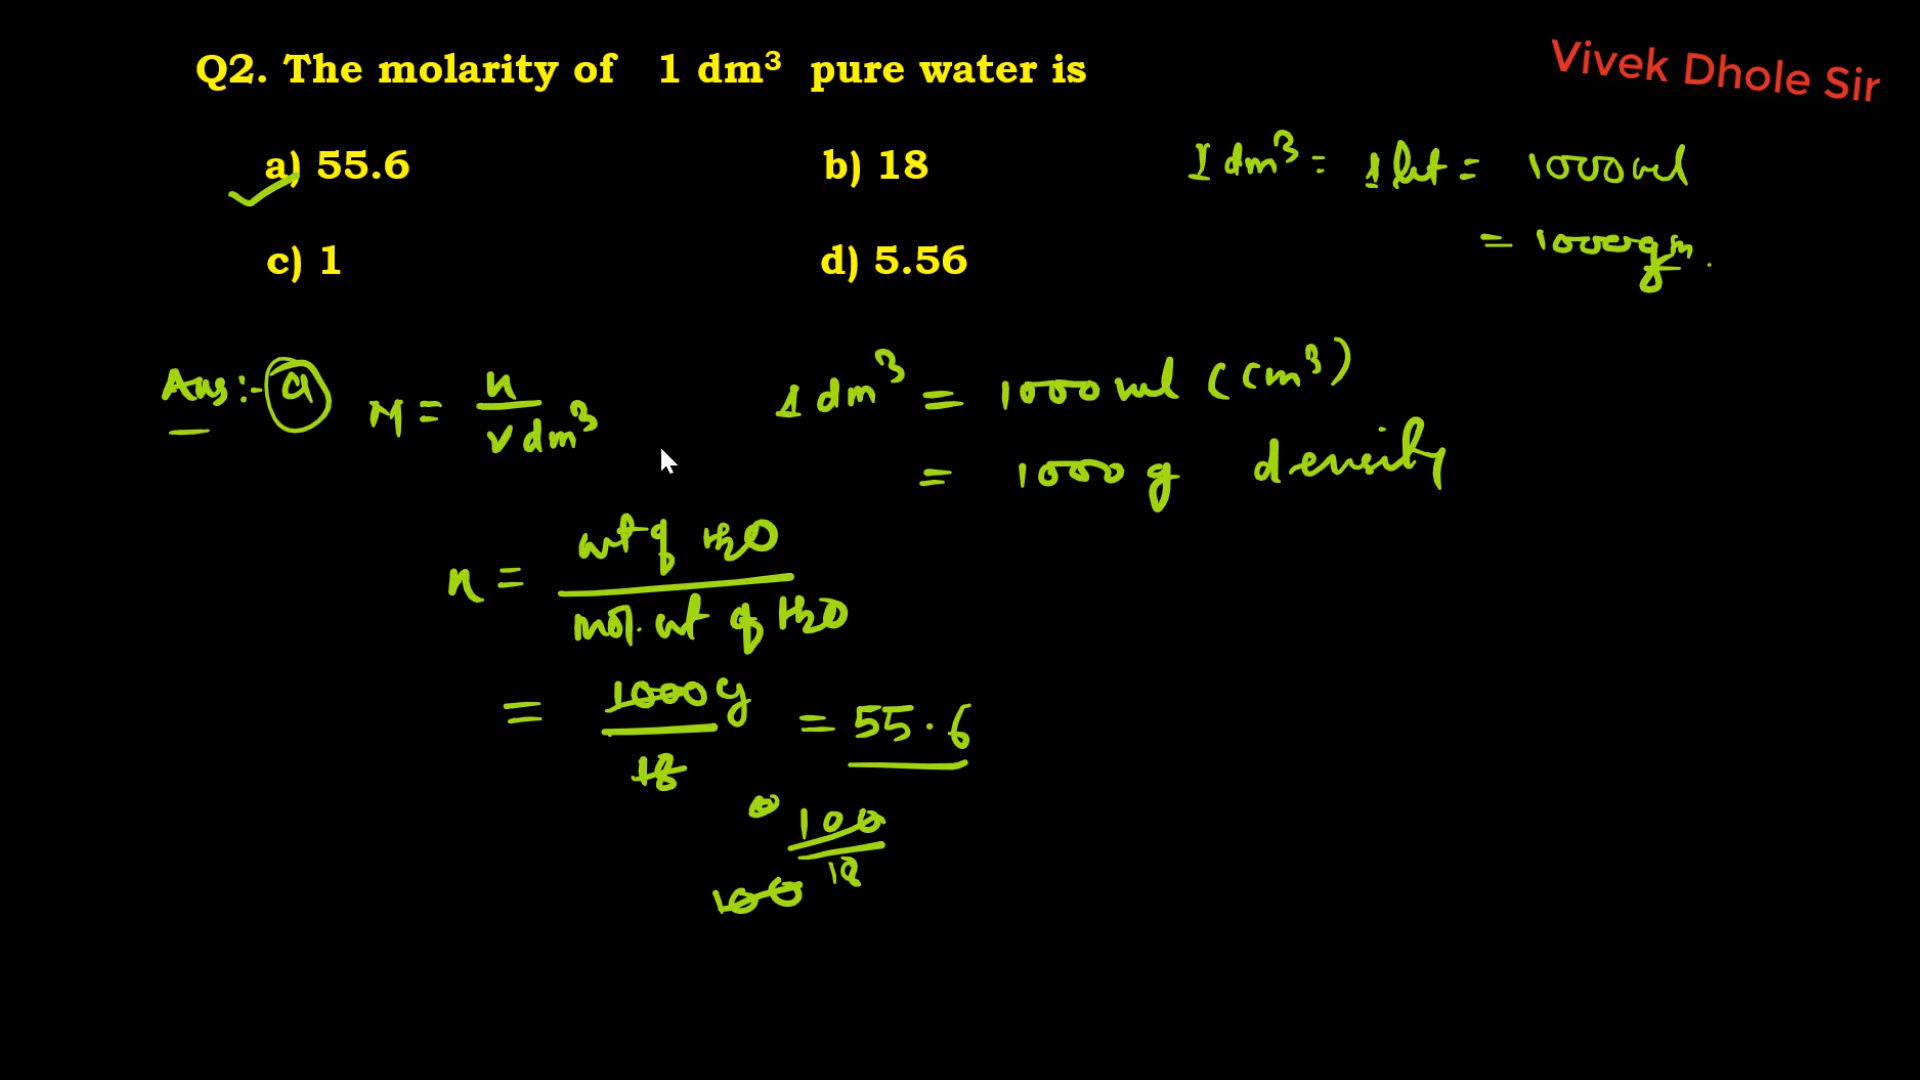 Q2. The molarity of 1 dm³ pure water is
Vivek Dhole Sir
a) 55.6
b) 18
c) 1
d) 5.56
1 dm³ = 1 lit = 1000 ml
= 1000 gm.
Ans :- a
M = n / V dm³
1 dm³ = 1000 ml (cm³)
= 1000 g density
n = wt of H2O / mol. wt of H2O
= 1000 g / 18 = 55.6
100 / 18
100